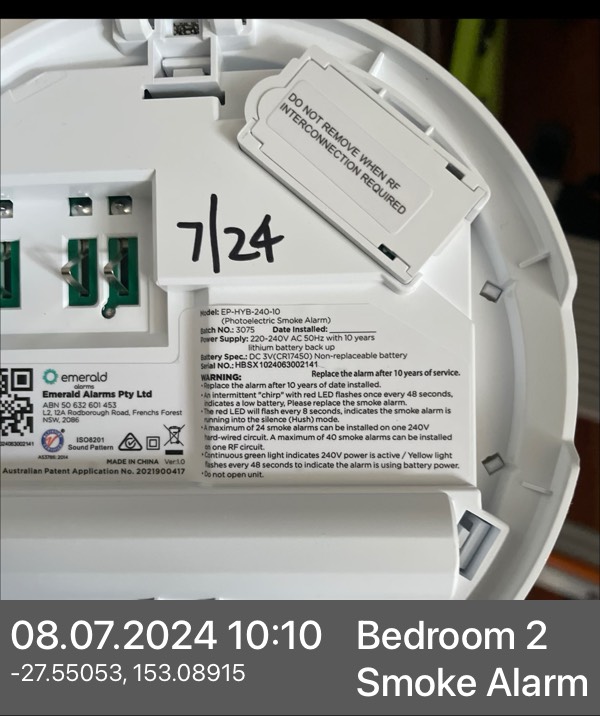 DO NOT REMOVE WHEN RF
INTERCONNECTION REQUIRED
7/24
Model: EP-HYB-240-10
(Photoelectric Smoke Alarm)
Batch NO.: 3075 Date Installed:
Power Supply: 220-240V AC 50Hz with 10 years
lithium battery back up
Battery Spec.: DC 3V(CR17450) Non-replaceable battery
Serial NO.: HBSX1024063002141
WARNING: Replace the alarm after 10 years of service.
• Replace the alarm after 10 years of date installed.
• An intermittent "chirp" with red LED flashes once every 48 seconds,
indicates a low battery, Please replace the smoke alarm.
• The red LED will flash every 8 seconds, indicates the smoke alarm is
running into the silence (Hush) mode.
• A maximum of 24 smoke alarms can be installed on one 240V
hard-wired circuit. A maximum of 40 smoke alarms can be installed
on one RF circuit.
• Continuous green light indicates 240V power is active / Yellow light
flashes every 48 seconds to indicate the alarm is using battery power.
• Do not open unit.
emerald
alarms
Emerald Alarms Pty Ltd
ABN 50 632 601 453
L2, 12A Rodborough Road, Frenchs Forest
NSW, 2086
ISO8201
Sound Pattern
AS3786:2014
MADE IN CHINA Ver:1.0
Australian Patent Application No. 2021900417
08.07.2024 10:10
-27.55053, 153.08915
Bedroom 2
Smoke Alarm